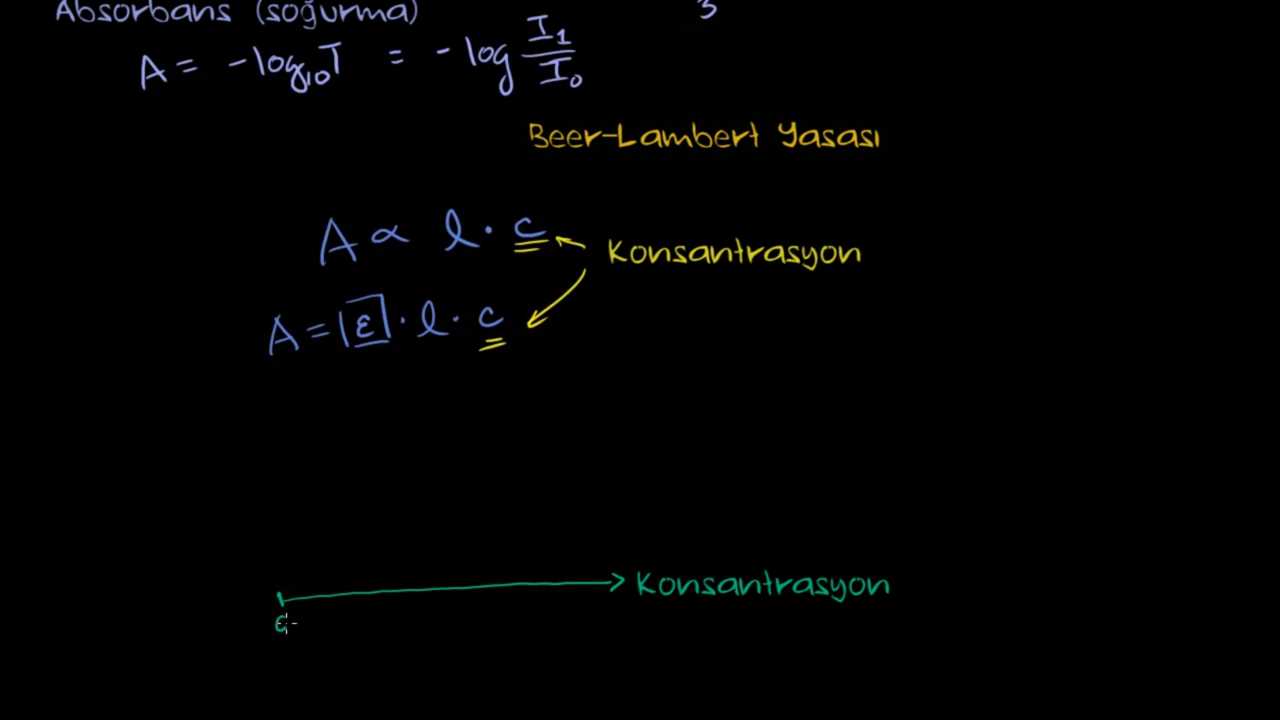 Absorbans (soğurma)
3
A = -log₁₀T = -log I₁/I₀
Beer-Lambert Yasası
A ∝ l · c
Konsantrasyon
A = |ε| · l · c
Konsantrasyon